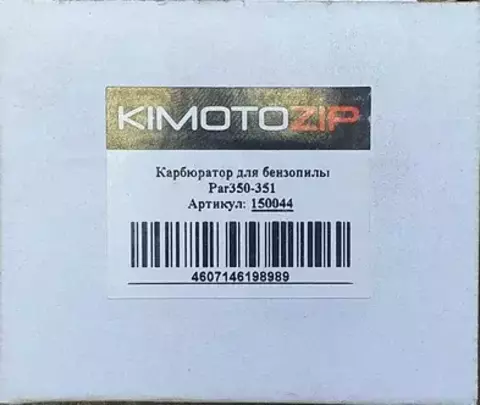 KIMOTOZIP
Карбюратор для бензопилы
Par350-351
Артикул: 150044
4607146198989